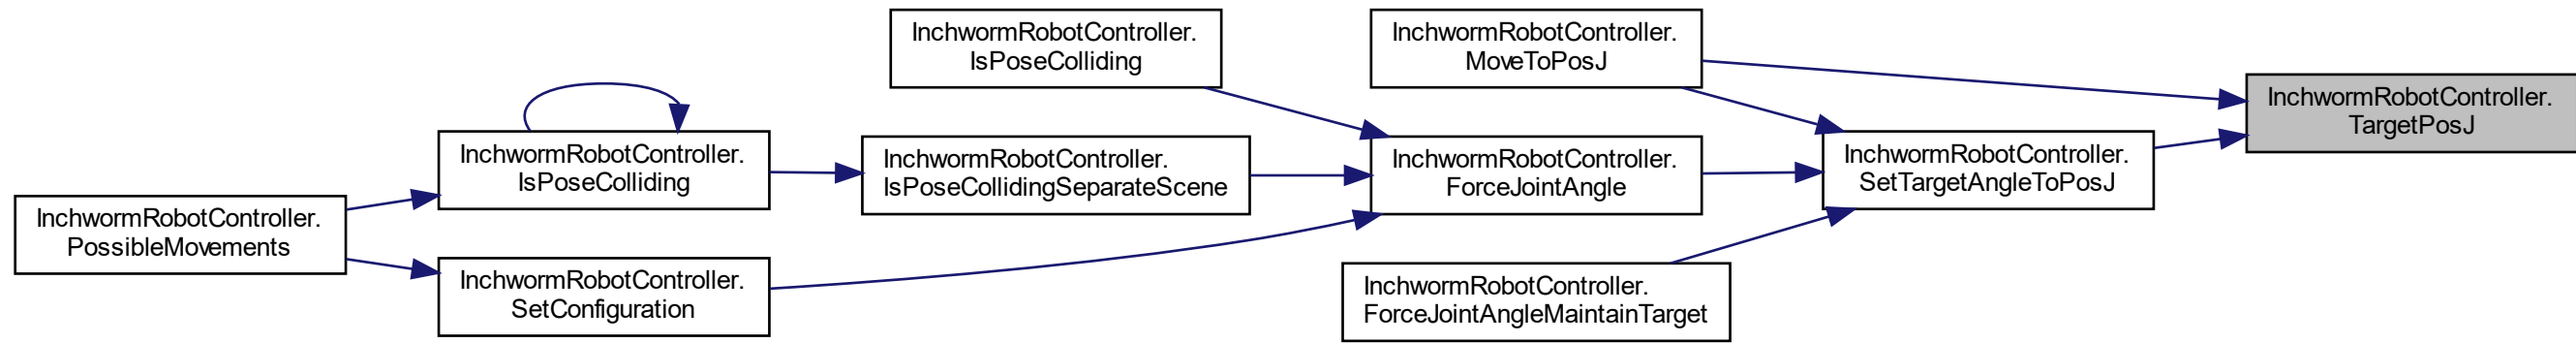 InchwormRobotController.
PossibleMovements
InchwormRobotController.
IsPoseColliding
InchwormRobotController.
SetConfiguration
InchwormRobotController.
IsPoseColliding
InchwormRobotController.
IsPoseCollidingSeparateScene
InchwormRobotController.
MoveToPosJ
InchwormRobotController.
ForceJointAngle
InchwormRobotController.
ForceJointAngleMaintainTarget
InchwormRobotController.
SetTargetAngleToPosJ
InchwormRobotController.
TargetPosJ